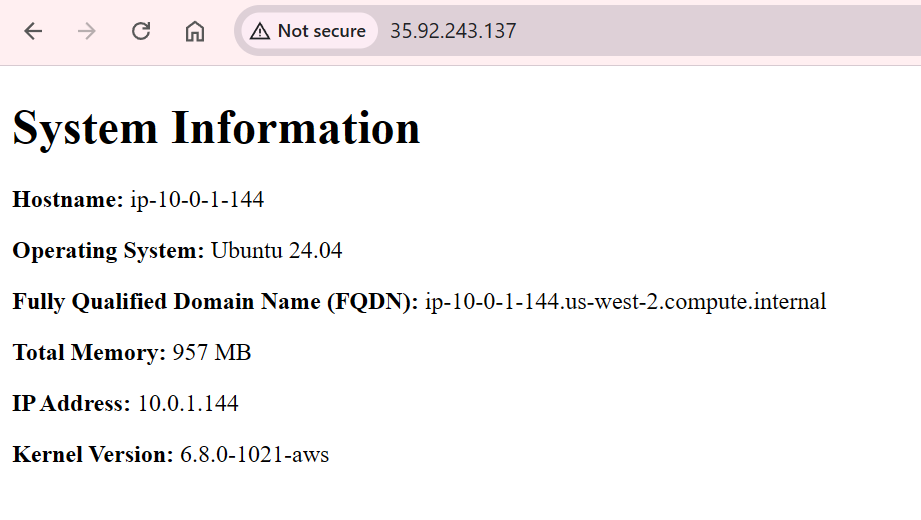 Not secure 35.92.243.137
System Information
Hostname: ip-10-0-1-144
Operating System: Ubuntu 24.04
Fully Qualified Domain Name (FQDN): ip-10-0-1-144.us-west-2.compute.internal
Total Memory: 957 MB
IP Address: 10.0.1.144
Kernel Version: 6.8.0-1021-aws